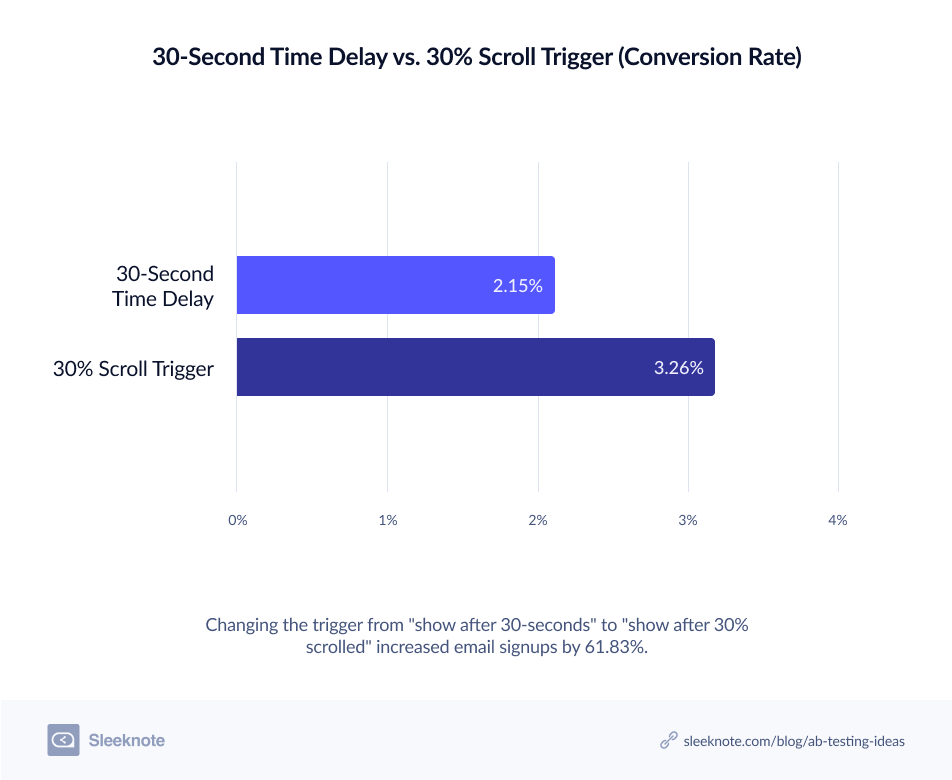 30-Second Time Delay vs. 30% Scroll Trigger (Conversion Rate)
30-Second
Time Delay
2.15%
30% Scroll Trigger
3.26%
0%
1%
2%
3%
4%
Changing the trigger from "show after 30-seconds" to "show after 30%
scrolled" increased email signups by 61.83%.
Sleeknote
sleeknote.com/blog/ab-testing-ideas